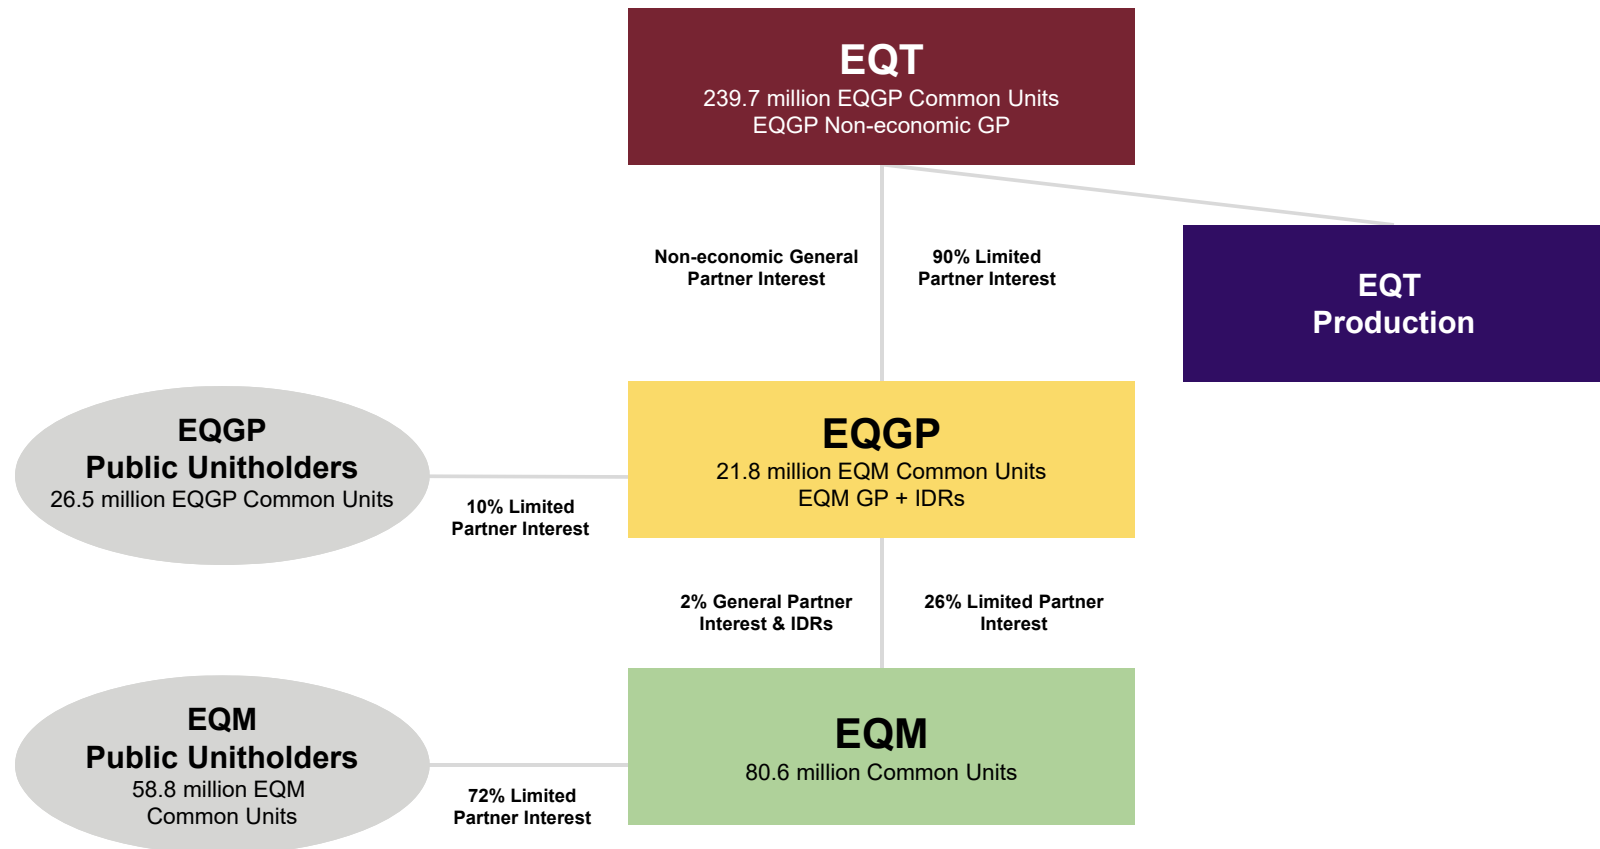 EQT
239.7 million EQGP Common Units
EQGP Non-economic GP
Non-economic General
Partner Interest
90% Limited
Partner Interest
EQT
Production
EQGP
Public Unitholders
26.5 million EQGP Common Units
10% Limited
Partner Interest
EQGP
21.8 million EQM Common Units
EQM GP + IDRs
2% General Partner
Interest & IDRs
26% Limited Partner
Interest
EQM
Public Unitholders
58.8 million EQM
Common Units
72% Limited
Partner Interest
EQM
80.6 million Common Units